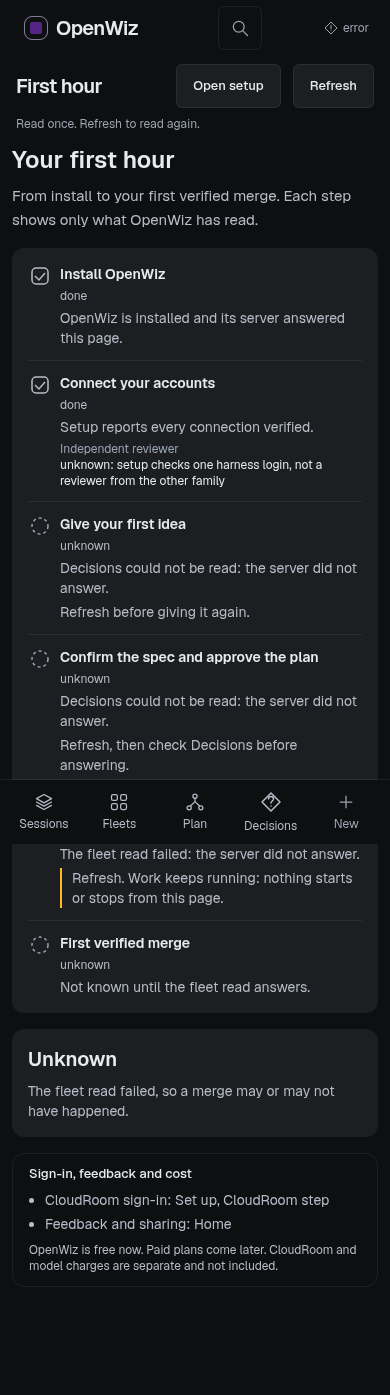 OpenWiz
error
First hour
Open setup
Refresh
Read once. Refresh to read again.
Your first hour
From install to your first verified merge. Each step
shows only what OpenWiz has read.
Install OpenWiz
done
OpenWiz is installed and its server answered
this page.
Connect your accounts
done
Setup reports every connection verified.
Independent reviewer
unknown: setup checks one harness login, not a
reviewer from the other family
Give your first idea
unknown
Decisions could not be read: the server did not
answer.
Refresh before giving it again.
Confirm the spec and approve the plan
unknown
Decisions could not be read: the server did not
answer.
Refresh, then check Decisions before
answering.
Sessions
Fleets
Plan
Decisions
New
The fleet read failed: the server did not answer.
Refresh. Work keeps running: nothing starts
or stops from this page.
First verified merge
unknown
Not known until the fleet read answers.
Unknown
The fleet read failed, so a merge may or may not
have happened.
Sign-in, feedback and cost
CloudRoom sign-in: Set up, CloudRoom step
Feedback and sharing: Home
OpenWiz is free now. Paid plans come later. CloudRoom and
model charges are separate and not included.